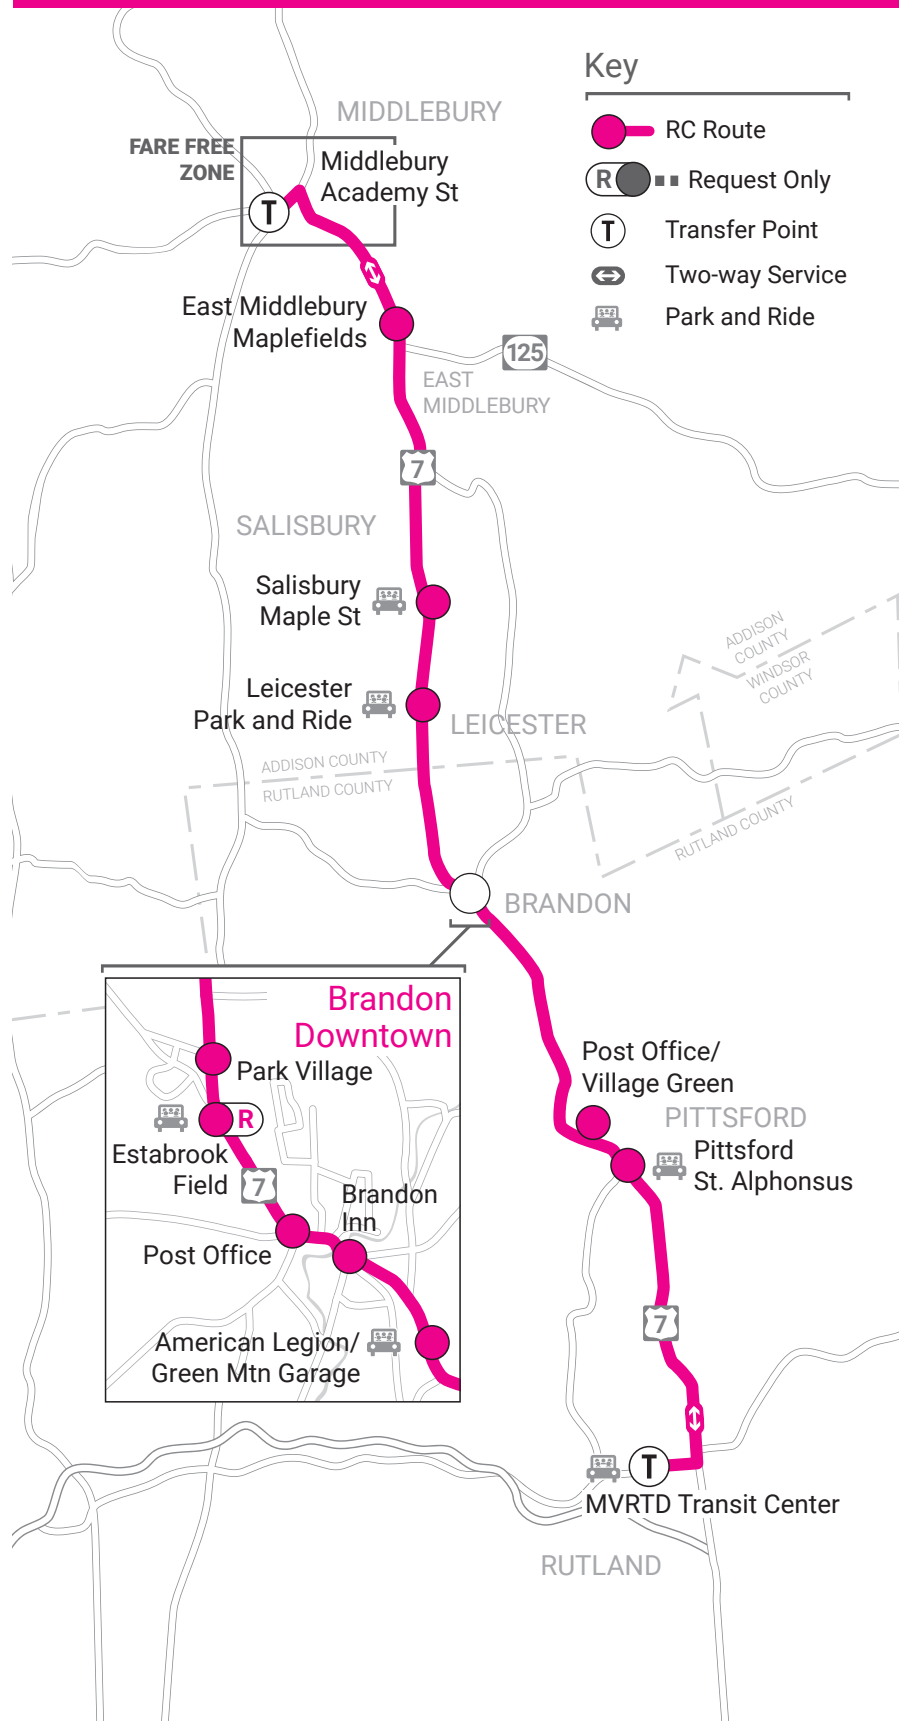 Key
RC Route
R
Request Only
T
Transfer Point
Two-way Service
Park and Ride
MIDDLEBURY
FARE FREE
ZONE
Middlebury
Academy St
T
East Middlebury
Maplefields
125
EAST
MIDDLEBURY
7
SALISBURY
Salisbury
Maple St
ADDISON
COUNTY
WINDSOR
COUNTY
Leicester
Park and Ride
LEICESTER
ADDISON COUNTY
RUTLAND COUNTY
RUTLAND COUNTY
BRANDON
Brandon
Downtown
Park Village
R
Estabrook
Field
7
Brandon
Inn
Post Office
American Legion/
Green Mtn Garage
Post Office/
Village Green
PITTSFORD
Pittsford
St. Alphonsus
7
T
MVRTD Transit Center
RUTLAND